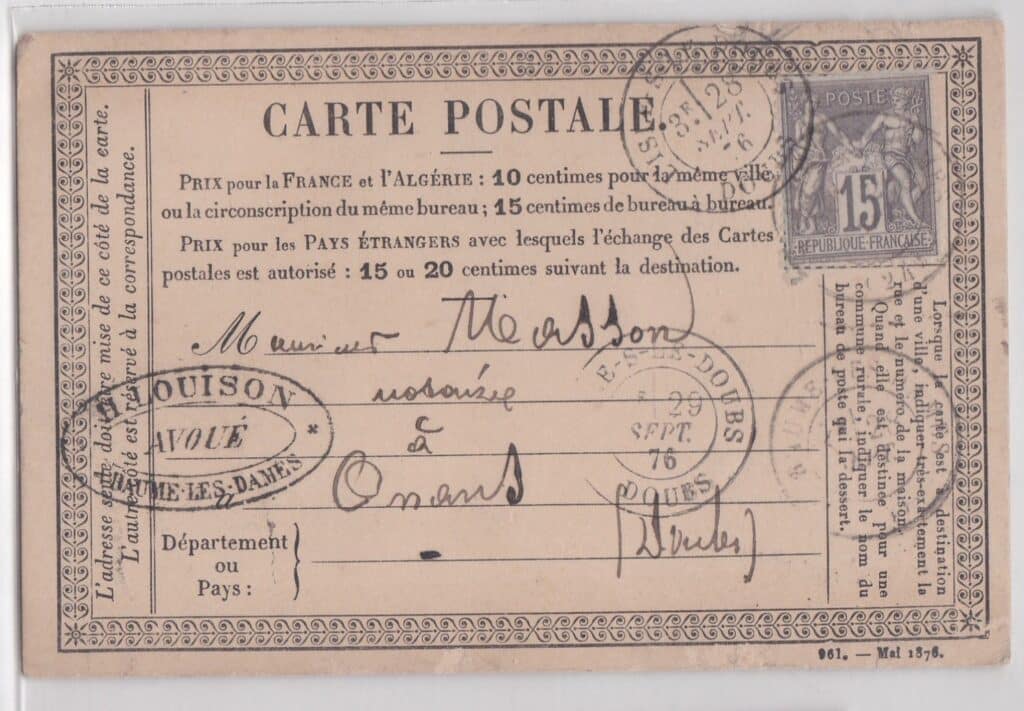 CARTE POSTALE.
PRIX pour la FRANCE et l'ALGÉRIE : 10 centimes pour la même ville
ou la circonscription du même bureau ; 15 centimes de bureau à bureau.
PRIX pour les PAYS ÉTRANGERS avec lesquels l'échange des Cartes
postales est autorisé : 15 ou 20 centimes suivant la destination.
L'adresse seule doit être mise de ce côté de la carte.
L'autre côté est réservé à la correspondance.
28
SEPT.
76
POSTE
15
REPUBLIQUE FRANÇAISE
Masson
notaire
à
(Doubs)
Département
ou
Pays :
LOUISON
AVOUÉ
BAUME-LES-DAMES
E-S-LE-DOUBS
29
SEPT.
76
DOUBS
BAUME
Lorsque la carte est à destination
d'une ville, indiquer très-exactement la
rue et le numéro de la maison.
Quand elle est destinée pour une
commune rurale, indiquer le nom du
bureau de poste qui la dessert.
961. — Mai 1876.